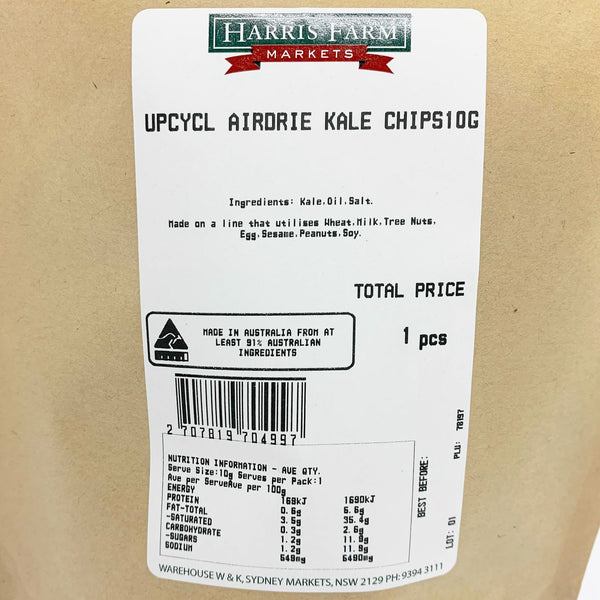 HARRIS FARM
MARKETS
UPCYCL AIRDRIE KALE CHIPS10G
Ingredients: Kale,Oil,Salt.
Made on a line that utilises Wheat,Milk,Tree Nuts,
Egg,Sesame,Peanuts,Soy.
TOTAL PRICE
1 pcs
MADE IN AUSTRALIA FROM AT
LEAST 91% AUSTRALIAN
INGREDIENTS
2 707819 704997
NUTRITION INFORMATION - AVE QTY.
Serve Size:10g Serves per Pack:1
Ave per ServeAve per 100g
ENERGY 169kJ 1690kJ
PROTEIN 0.6g 5.6g
FAT-TOTAL 3.5g 35.4g
-SATURATED 0.3g 2.6g
CARBOHYDRATE 1.2g 11.9g
-SUGARS 1.2g 11.9g
SODIUM 649mg 6490mg
BEST BEFORE:
PLU: 78197
LOT: 01
WAREHOUSE W & K, SYDNEY MARKETS, NSW 2129 PH: 9394 3111